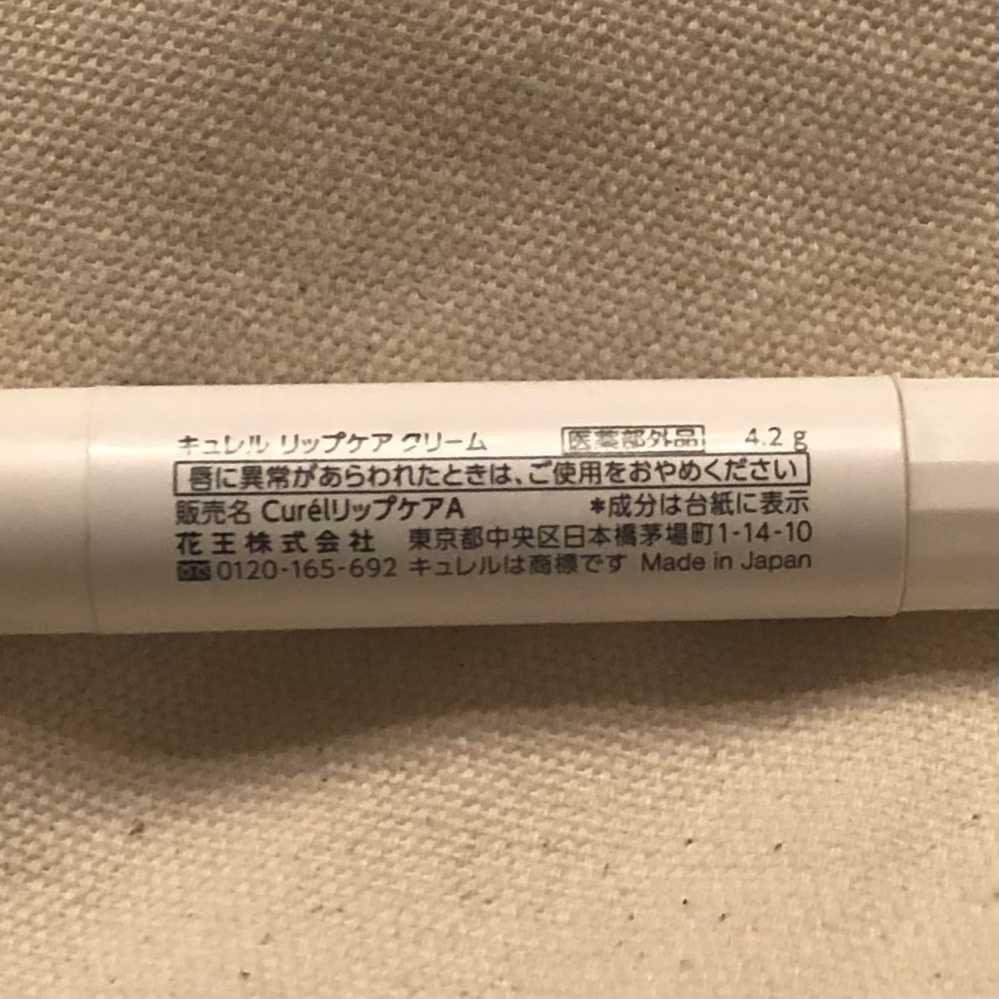 キュレル リップケア クリーム 医薬部外品 4.2 g
唇に異常があらわれたときは、ご使用をおやめください
販売名 CurélリップケアA *成分は台紙に表示
花王株式会社 東京都中央区日本橋茅場町1-14-10
0120-165-692 キュレルは商標です Made in Japan